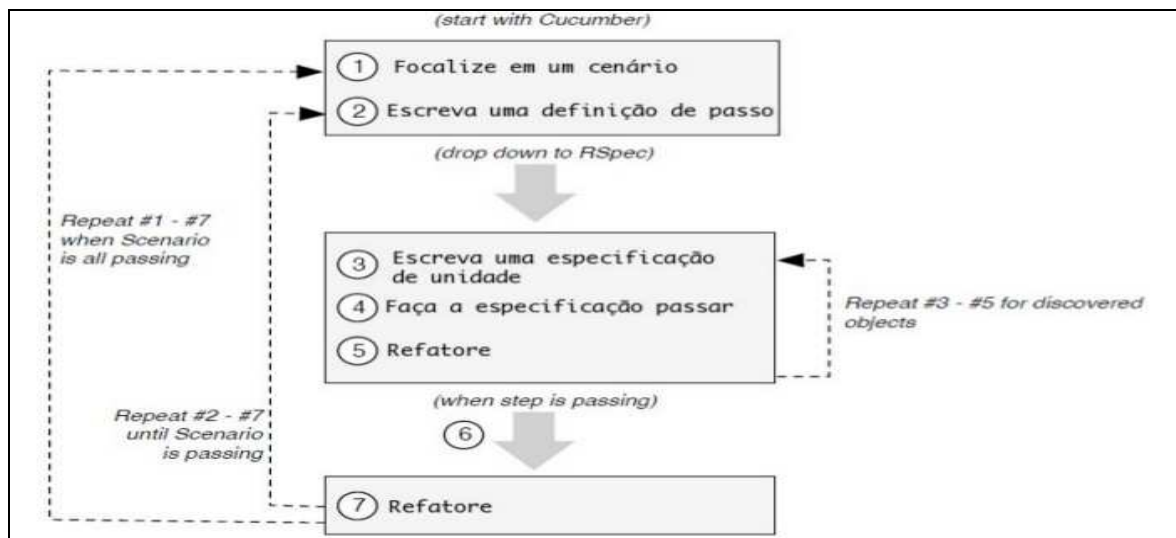 (start with Cucumber)
1 Focalize em um cenário
2 Escreva uma definição de passo
(drop down to RSpec)
Repeat #1 - #7
when Scenario
is all passing
3 Escreva uma especificação
de unidade
4 Faça a especificação passar
5 Refatore
Repeat #3 - #5 for discovered
objects
(when step is passing)
6
Repeat #2 - #7
until Scenario
is passing
7 Refatore